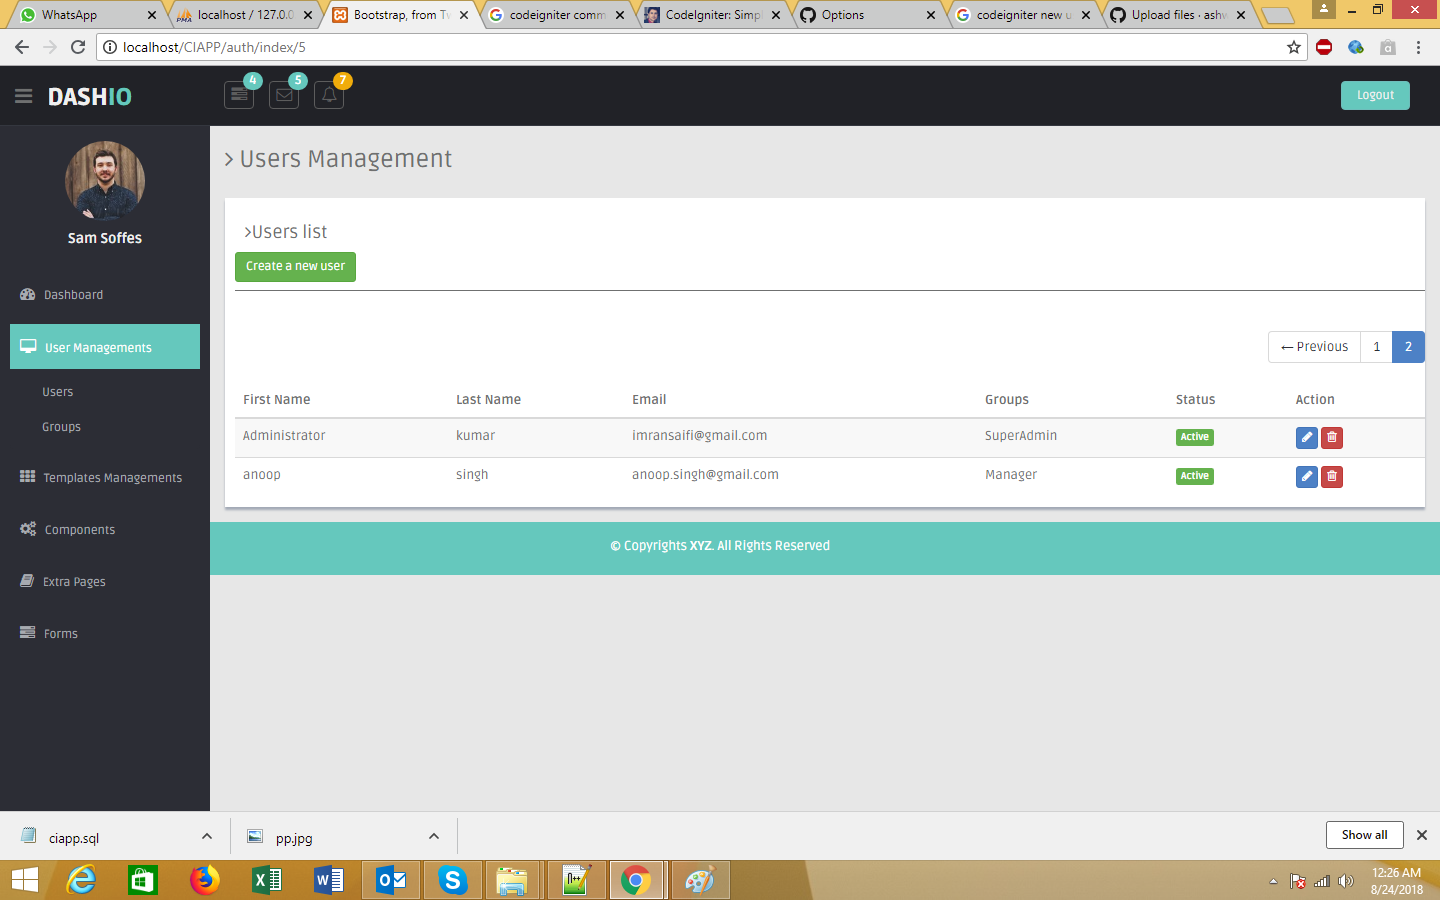 WhatsApp
localhost / 127.0.0
Bootstrap, from Tw
codeigniter comm
CodeIgniter: Simpl
Options
codeigniter new u
Upload files · ashw
localhost/CIAPP/auth/index/5
DASHIO
4
5
7
Logout
Sam Soffes
Dashboard
User Managements
Users
Groups
Templates Managements
Components
Extra Pages
Forms
Users Management
Users list
Create a new user
← Previous 1 2
First Name Last Name Email Groups Status Action
Administrator kumar imransaifi@gmail.com SuperAdmin Active
anoop singh anoop.singh@gmail.com Manager Active
© Copyrights XYZ. All Rights Reserved
ciapp.sql
pp.jpg
Show all
12:26 AM
8/24/2018